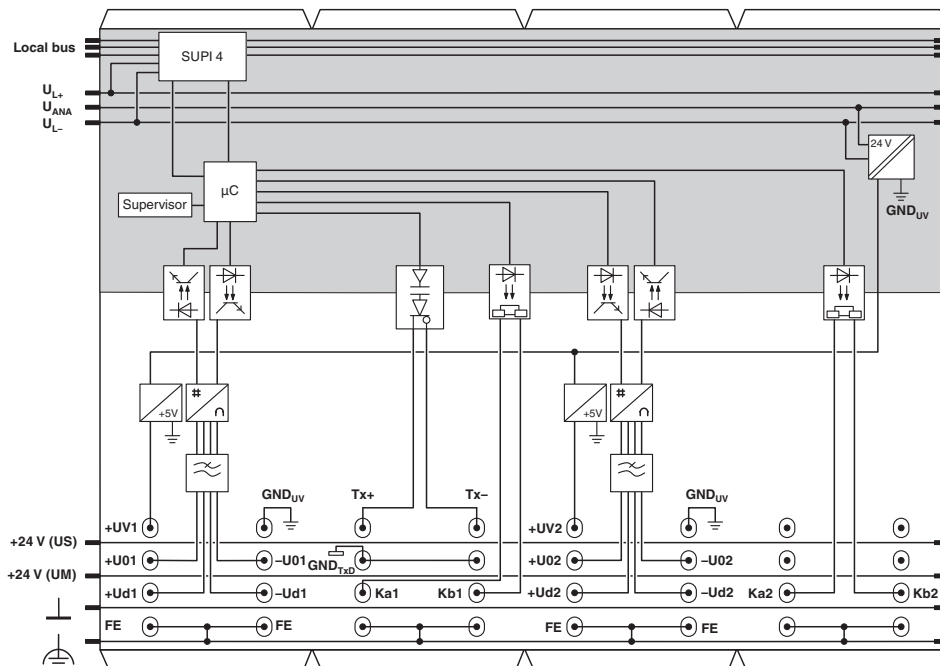 Local bus
SUPI 4
UL+
UANA
UL–
24 V
µC
Supervisor
GNDUV
#
+5V
∩
#
+5V
∩
GNDUV
Tx+
Tx–
GNDUV
+UV1
+UV2
+24 V (US)
+U01
–U01
GNDTxD
+U02
–U02
+24 V (UM)
+Ud1
–Ud1
Ka1
Kb1
+Ud2
–Ud2
Ka2
Kb2
FE
FE
FE
FE